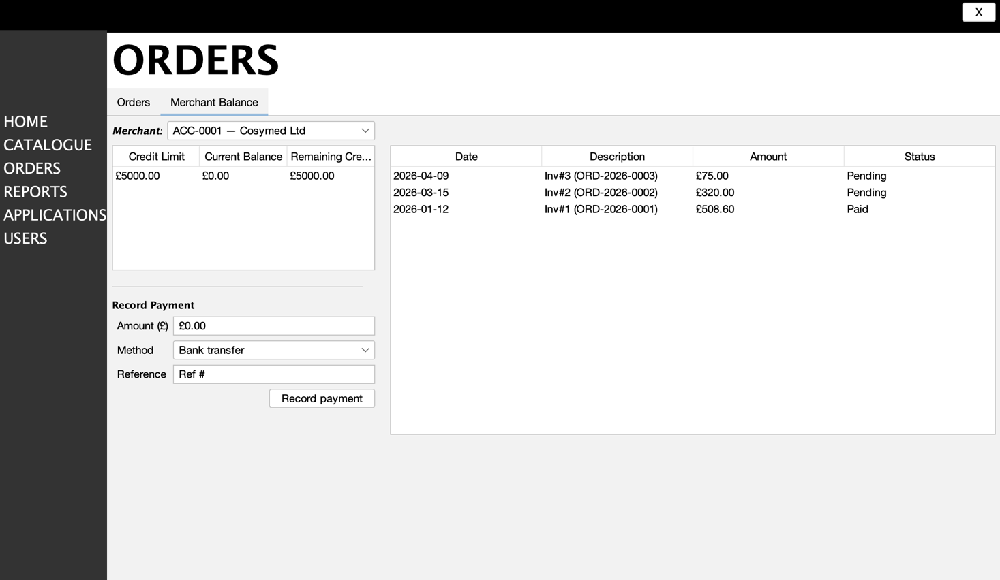 X
ORDERS
HOME
CATALOGUE
ORDERS
REPORTS
APPLICATIONS
USERS
Orders Merchant Balance
Merchant: ACC-0001 — Cosymed Ltd
Credit Limit Current Balance Remaining Cre...
£5000.00 £0.00 £5000.00
Record Payment
Amount (£) £0.00
Method Bank transfer
Reference Ref #
Record payment
Date Description Amount Status
2026-04-09 Inv#3 (ORD-2026-0003) £75.00 Pending
2026-03-15 Inv#2 (ORD-2026-0002) £320.00 Pending
2026-01-12 Inv#1 (ORD-2026-0001) £508.60 Paid